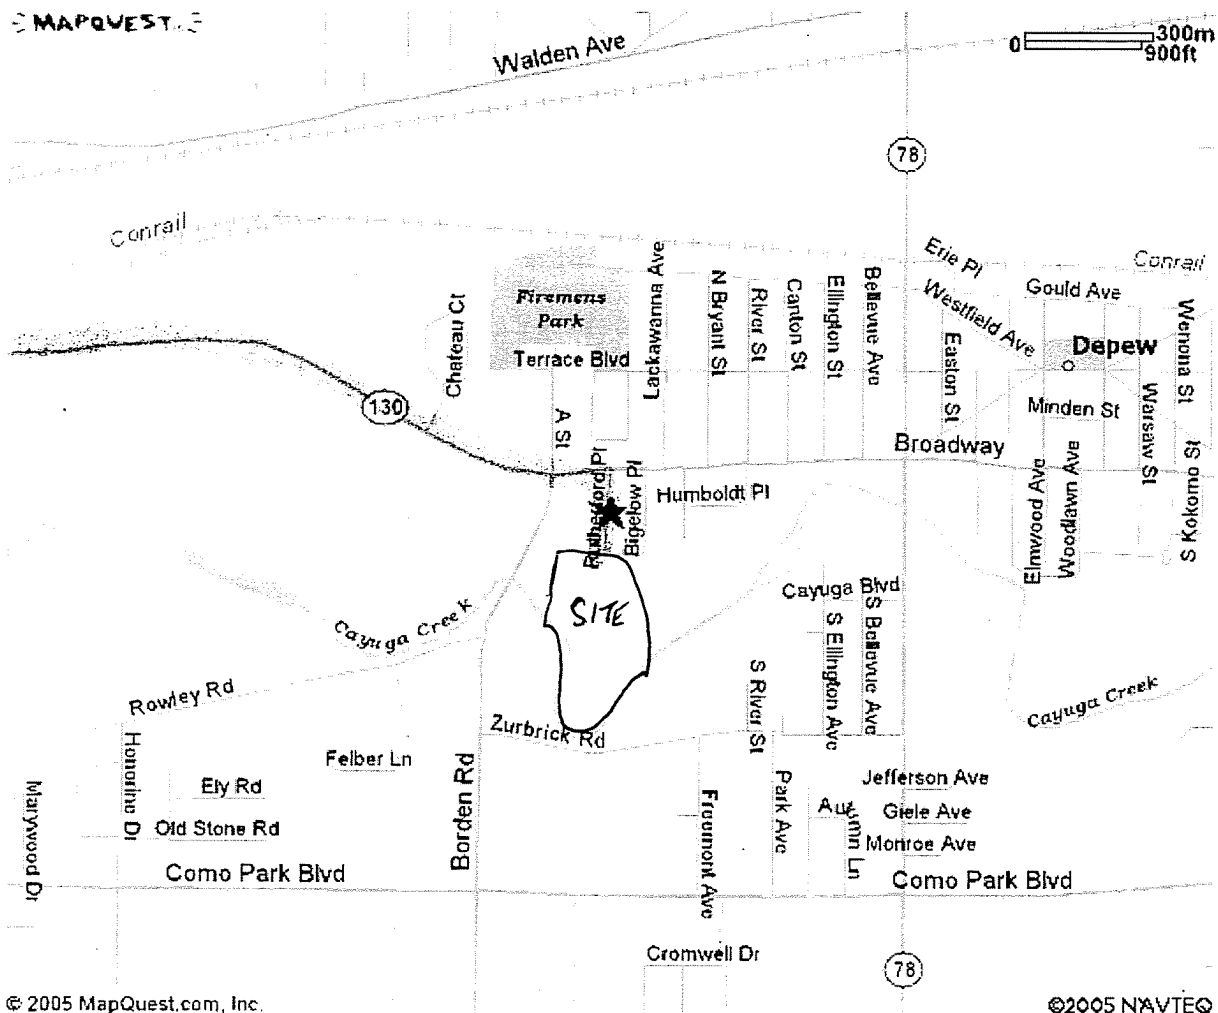 MAPQUEST
0 300m
900ft
Walden Ave
78
Conrail
Erie Pl
Conrail
Firemens
Park
Terrace Blvd
Chateau Ct
Lackawanna Ave
N Bryant St
River St
Canton St
Ellington St
Bellevue Ave
Westfield Ave
Gould Ave
Depew
Easton St
Minden St
Warsaw St
Wenona St
130
A St
Broadway
Rutherford Pl
Bigelow Pl
Humboldt Pl
Elmwood Ave
Woodlawn Ave
S Kokomo St
SITE
Cayuga Creek
Cayuga Blvd
S Ellington Ave
S Bellevue Ave
S River St
Cayuga Creek
Rowley Rd
Zurbrick Rd
Felber Ln
Honorine Dr
Ely Rd
Old Stone Rd
Marywood Dr
Borden Rd
Como Park Blvd
Freemont Ave
Park Ave
Autumn Ln
Jefferson Ave
Giele Ave
Monroe Ave
Como Park Blvd
Cromwell Dr
78
© 2005 MapQuest.com, Inc.
©2005 NAVTEQ